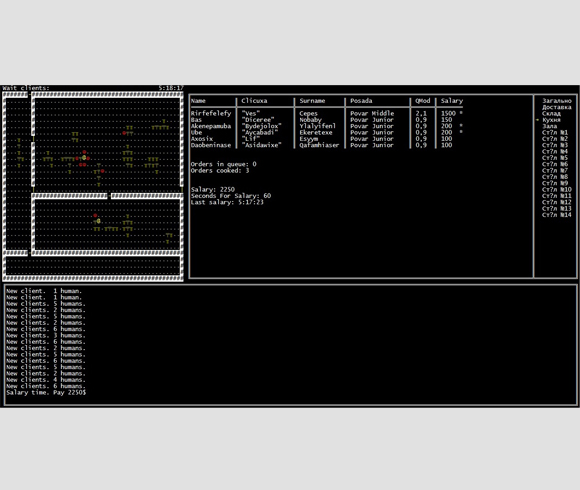 Wait clients: 5:18:17
Name Clicuxa Surname Posada QMod Salary
Rirfefelefy "Ves" Cepes Povar Middle 2,1 1500 *
Bas "Diceree" Nobaby Povar Junior 0,9 150
Akenepamuba "Bydejolox" Ylalyifenl Povar Junior 0,9 200 *
Ube "Aycabadi" Ekeretexe Povar Junior 0,9 200 *
Axosix "Lif" Esyym Povar Junior 0,9 100
Daobeninase "Asidawixe" Qafamhiaser Povar Junior 0,9 100
Orders in queue: 0
Orders cooked: 3
Salary: 2250
Seconds For Salary: 60
Last salary: 5:17:23
Загально
Доставка
Склад
Кухня
Зала
Ст?л №1
Ст?л №2
Ст?л №3
Ст?л №4
Ст?л №5
Ст?л №6
Ст?л №7
Ст?л №8
Ст?л №9
Ст?л №10
Ст?л №11
Ст?л №12
Ст?л №13
Ст?л №14
New client. 1 human.
New client. 1 human.
New clients. 5 humans.
New clients. 2 humans.
New clients. 5 humans.
New clients. 2 humans.
New clients. 6 humans.
New clients. 3 humans.
New clients. 6 humans.
New clients. 2 humans.
New clients. 5 humans.
New clients. 6 humans.
New clients. 5 humans.
New clients. 2 humans.
New clients. 4 humans.
New clients. 6 humans.
Salary time. Pay 2250$